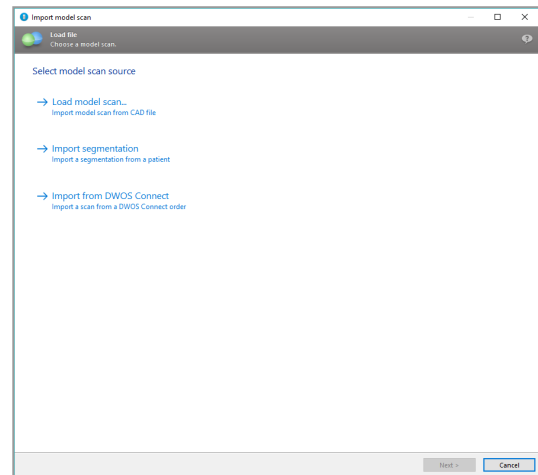 Import model scan
Load file
Choose a model scan.
Select model scan source
Load model scan...
Import model scan from CAD file
Import segmentation
Import a segmentation from a patient
Import from DWOS Connect
Import a scan from a DWOS Connect order
Next >
Cancel